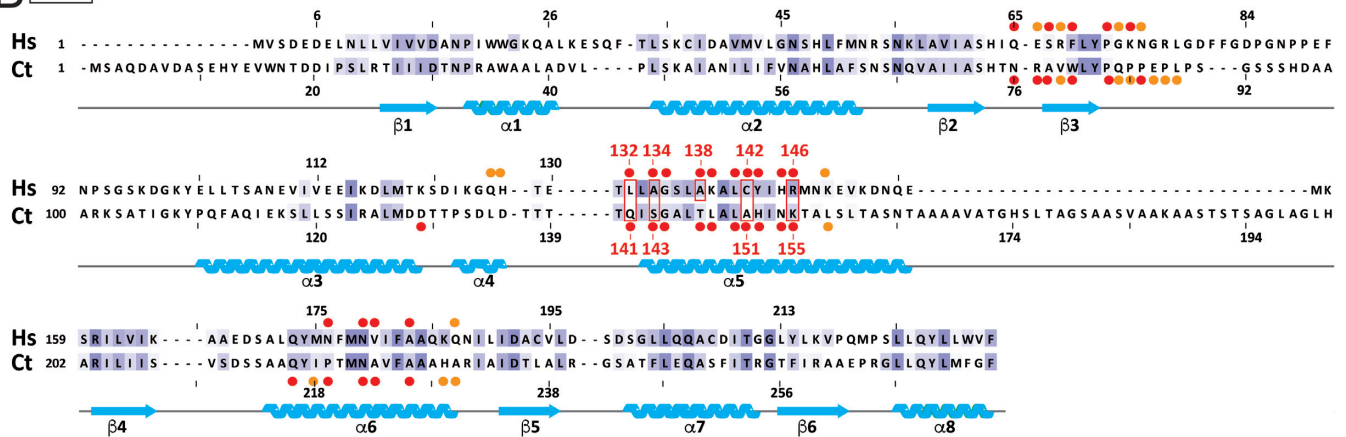 6 26 45 65 84
Hs 1 ---------------MVSDEDELNLLVIVVDANPIWWGKQALKESQF-TLSKCIDAVMVLGNSHLFMNRSNKLAVIASHIQ-ESRFLYPGKNGRLGDFFGDPGNPPEF
Ct 1 -MSAQDAVDASEHYEVWNTDDIPSLRTIIIDTNPRAWAALADVL----PLSKAIANILIFVNAHLAFSNSNQVAIIASHTN-RAVWLYPQPPEPLPS---GSSSHDAA
20 40 56 76 92
β1 α1 α2 β2 β3
132 134 138 142 146
112 130
Hs 92 NPSGSKDGKYELLTSANEVIVEEIKDLMTKSDIKGQH--TE-----TLLAGSLAKALCYIHRMNKEVKDNQE----------------------------------MK
Ct 100 ARKSATIGKYPQFAQIEKSLLSSIRALMDDTTPSDLD-TTT-----TQISGALTLALAHINKTALSLTASNTAAAAVATGHSLTAGSAASVAAKSTSTSAGLAGLH
120 139 141 143 151 155 174 194
α3 α4 α5
175 195 213
Hs 159 SRILVIK----AAEDSALQYMNFMNVIFAAQKQNILIDACVLD--SDSGLLQQACDITGGLYLKVPQMPSLLQYLLWVF
Ct 202 ARILIIS----VSDSSAAQYIPTMNAVFAAAHARIAIDTLALR--GSATFLEQASFITRGTFIRAAEPRGLLQYLMFGF
218 238 256
β4 α6 β5 α7 β6 α8